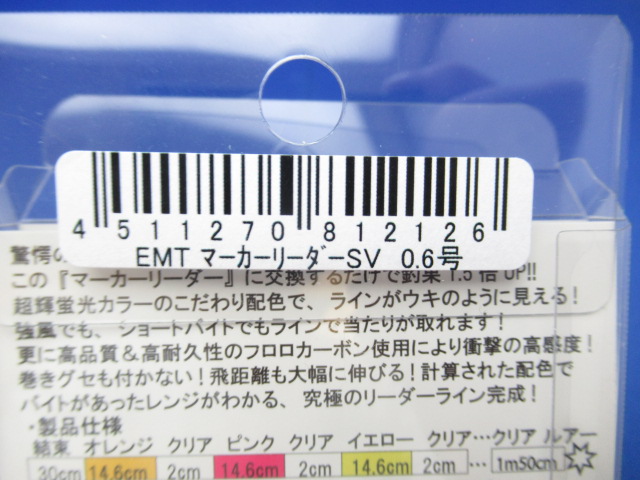 4 511270 812126
EMT マーカーリーダーSV 0.6号
驚愕の
この『マーカーリーダー』に交換するだけで釣果1.5倍UP!!
超輝蛍光カラーのこだわり配色で、ラインがウキのように見える!
強風でも、ショートバイトでもラインで当たりが取れます!
更に高品質&高耐久性のフロロカーボン使用により衝撃の高感度!
巻きグセも付かない!飛距離も大幅に伸びる!計算された配色で
バイトがあったレンジがわかる、究極のリーダーライン完成!
・製品仕様
結束 オレンジ クリア ピンク クリア イエロー クリア…クリア ルアー
30cm 14.6cm 2cm 14.6cm 2cm 14.6cm 2cm … 1m50cm